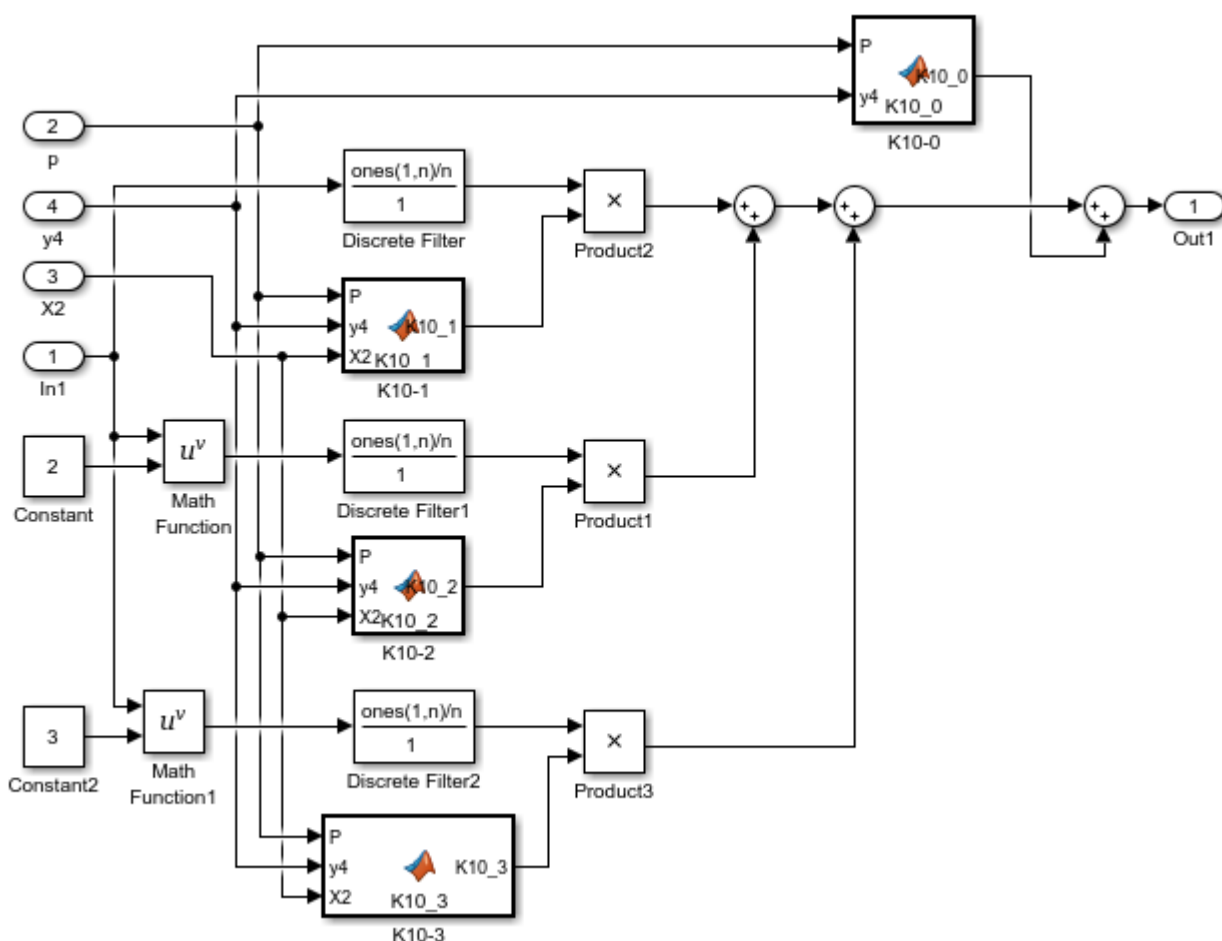 P
K10_0
y4
K10_0
K10-0
2
p
4
y4
3
X2
1
In1
ones(1,n)/n
1
Discrete Filter
×
Product2
+
+
+
+
+
+
1
Out1
P
y4
K10_1
X2
K10_1
K10-1
2
Constant
u^v
Math
Function
ones(1,n)/n
1
Discrete Filter1
×
Product1
P
y4
K10_2
X2
K10_2
K10-2
3
Constant2
u^v
Math
Function1
ones(1,n)/n
1
Discrete Filter2
×
Product3
P
y4
K10_3
X2
K10_3
K10-3